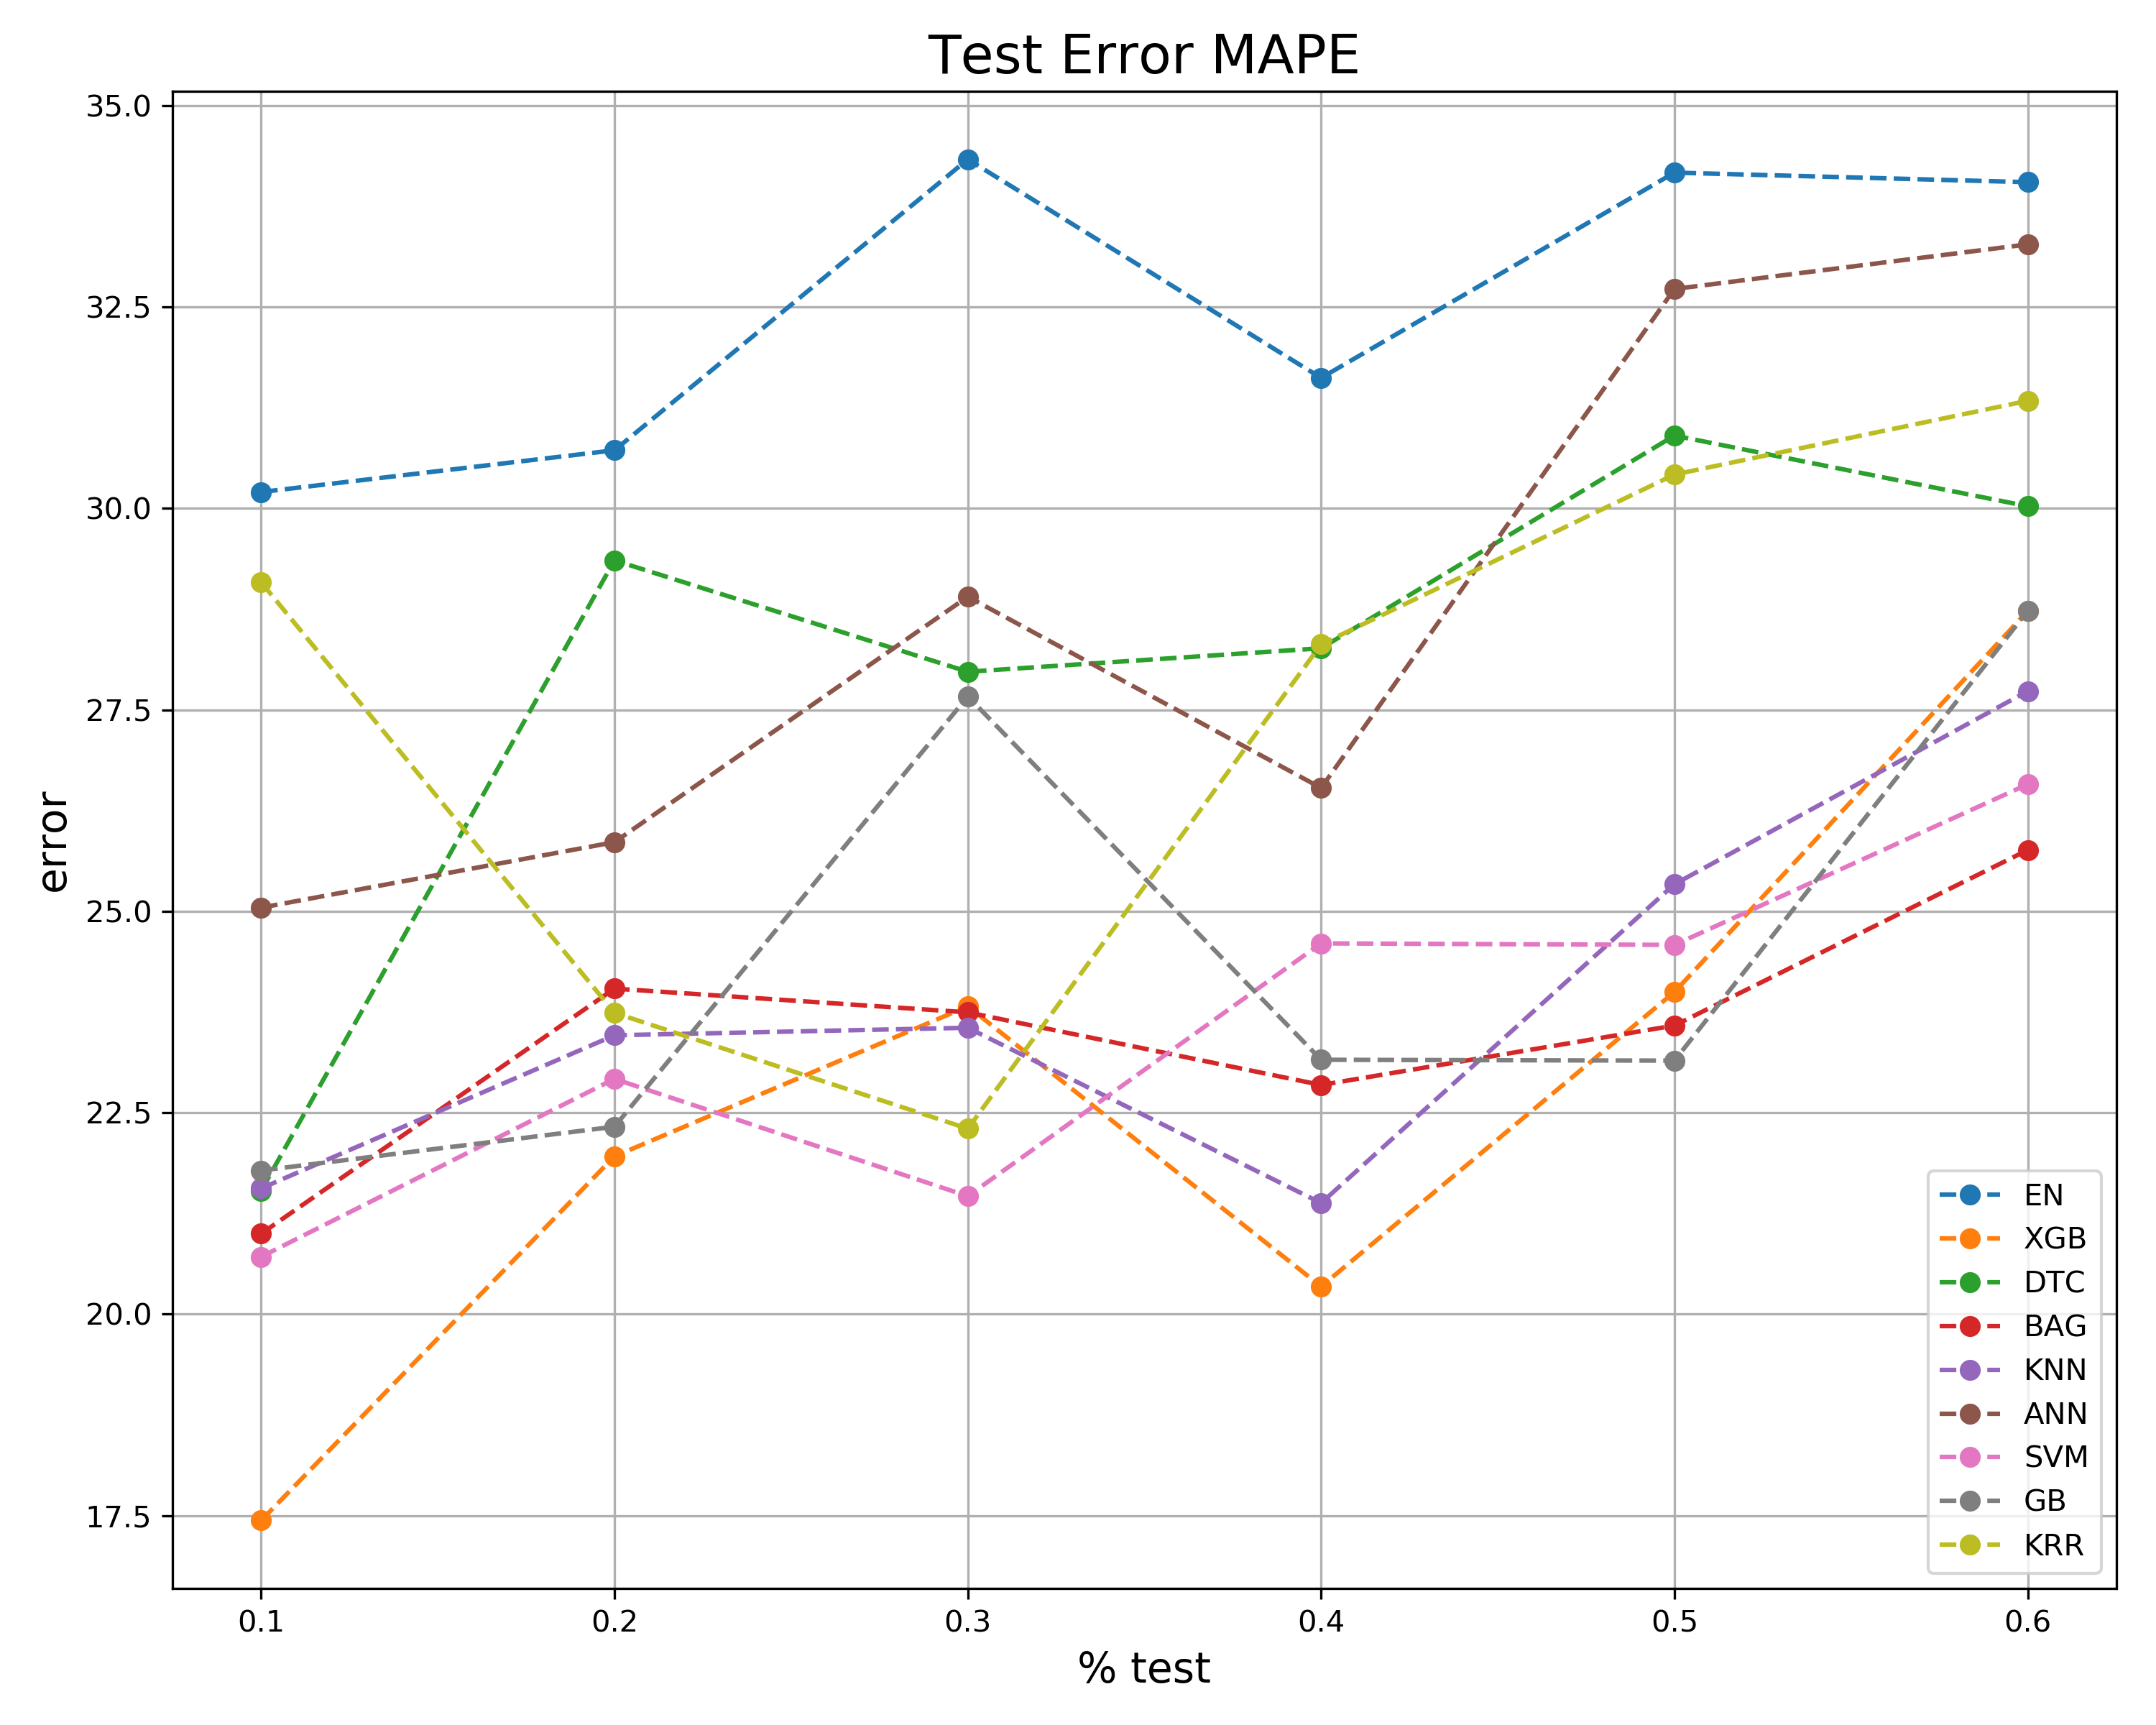 Test Error MAPE
35.0
32.5
30.0
27.5
25.0
22.5
20.0
17.5
error
0.1 0.2 0.3 0.4 0.5 0.6
% test
EN
XGB
DTC
BAG
KNN
ANN
SVM
GB
KRR